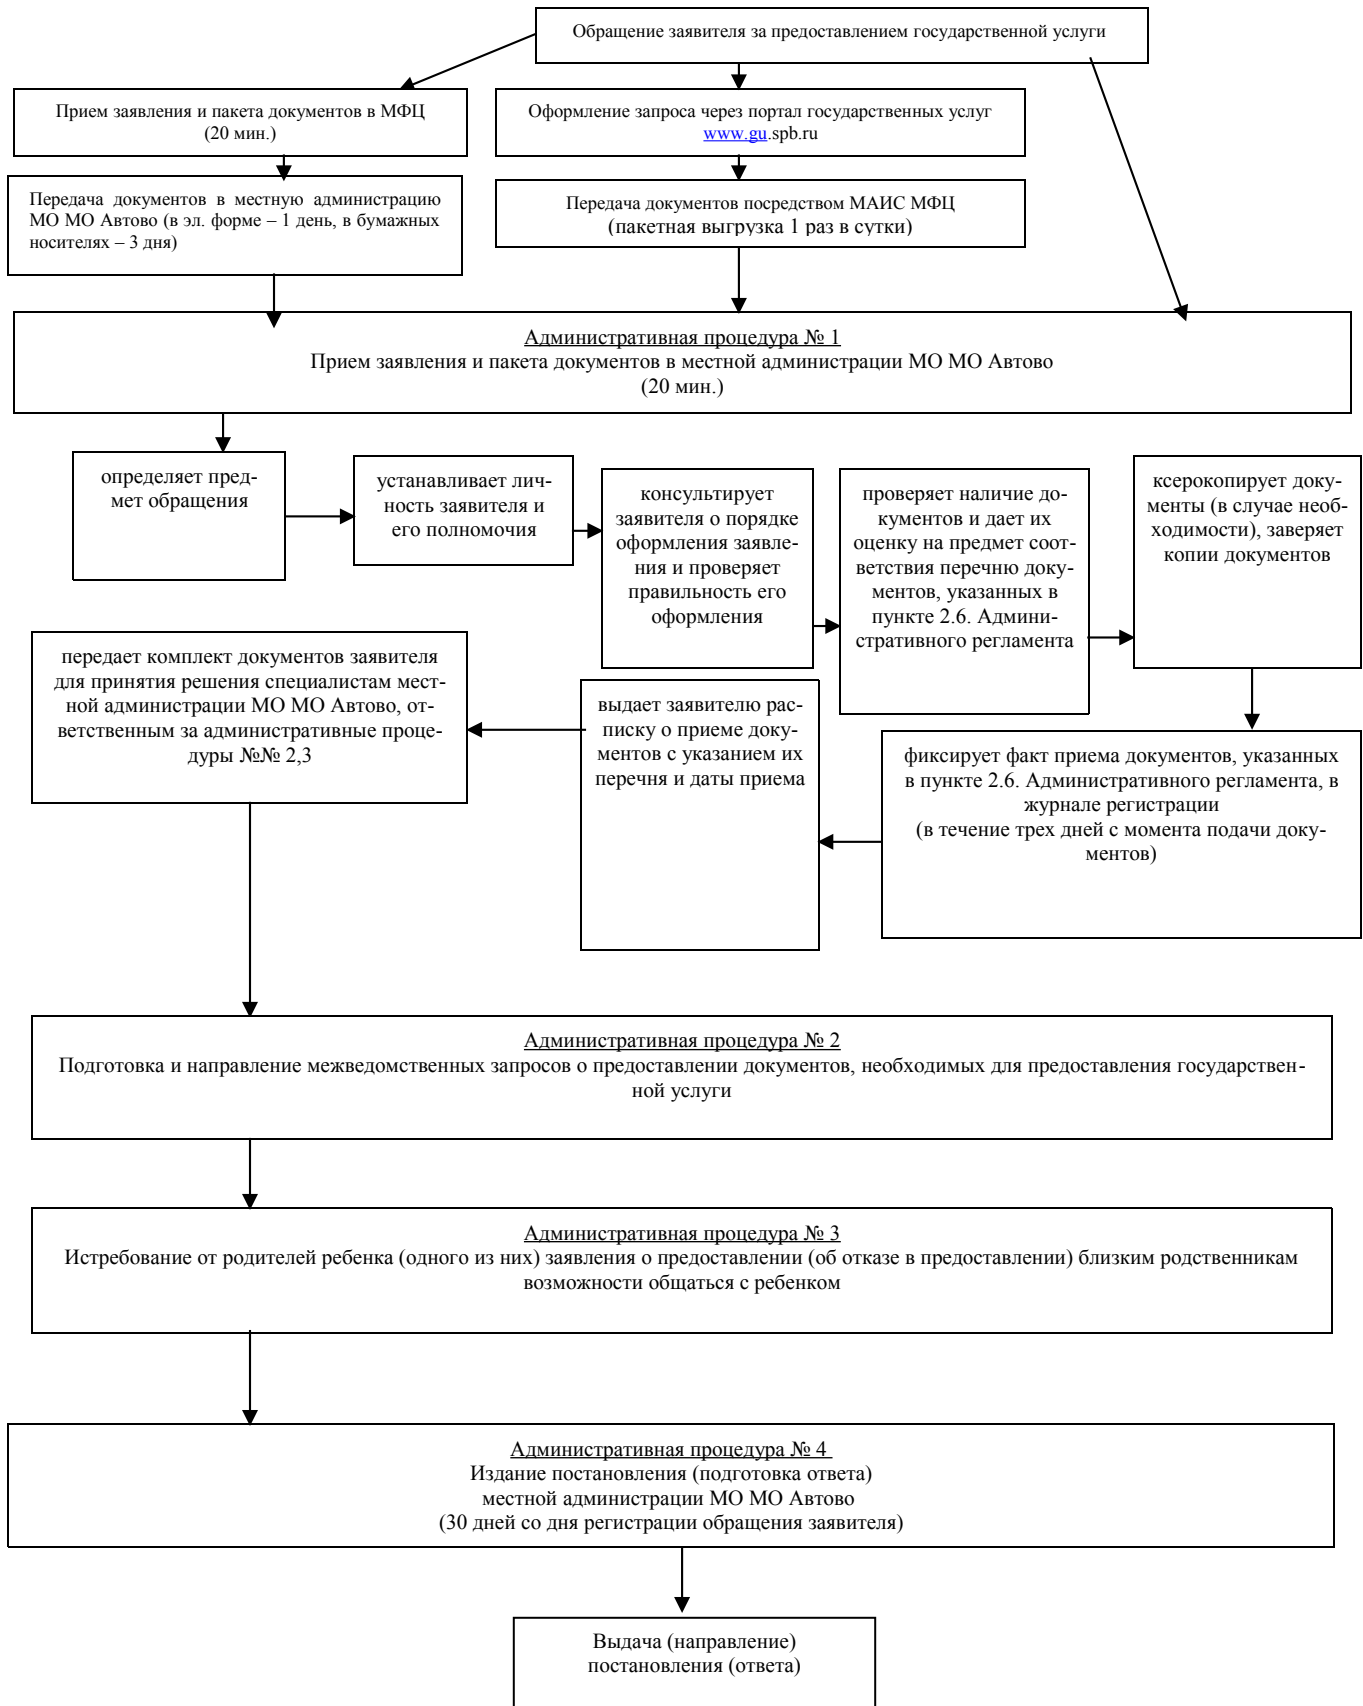 Обращение заявителя за предоставлением государственной услуги
Прием заявления и пакета документов в МФЦ
(20 мин.)
Оформление запроса через портал государственных услуг
www.gu.spb.ru
Передача документов в местную администрацию
МО МО Автово (в эл. форме – 1 день, в бумажных
носителях – 3 дня)
Передача документов посредством МАИС МФЦ
(пакетная выгрузка 1 раз в сутки)
Административная процедура № 1
Прием заявления и пакета документов в местной администрации МО МО Автово
(20 мин.)
определяет пред-
мет обращения
устанавливает лич-
ность заявителя и
его полномочия
консультирует
заявителя о порядке
оформления заявле-
ния и проверяет
правильность его
оформления
проверяет наличие до-
кументов и дает их
оценку на предмет соот-
ветствия перечню доку-
ментов, указанных в
пункте 2.6. Админи-
стративного регламента
ксерокопирует доку-
менты (в случае необ-
ходимости), заверяет
копии документов
фиксирует факт приема документов, указанных
в пункте 2.6. Административного регламента, в
журнале регистрации
(в течение трех дней с момента подачи доку-
ментов)
выдает заявителю рас-
писку о приеме доку-
ментов с указанием их
перечня и даты приема
передает комплект документов заявителя
для принятия решения специалистам мест-
ной администрации МО МО Автово, от-
ветственным за административные проце-
дуры №№ 2,3
Административная процедура № 2
Подготовка и направление межведомственных запросов о предоставлении документов, необходимых для предоставления государствен-
ной услуги
Административная процедура № 3
Истребование от родителей ребенка (одного из них) заявления о предоставлении (об отказе в предоставлении) близким родственникам
возможности общаться с ребенком
Административная процедура № 4
Издание постановления (подготовка ответа)
местной администрации МО МО Автово
(30 дней со дня регистрации обращения заявителя)
Выдача (направление)
постановления (ответа)